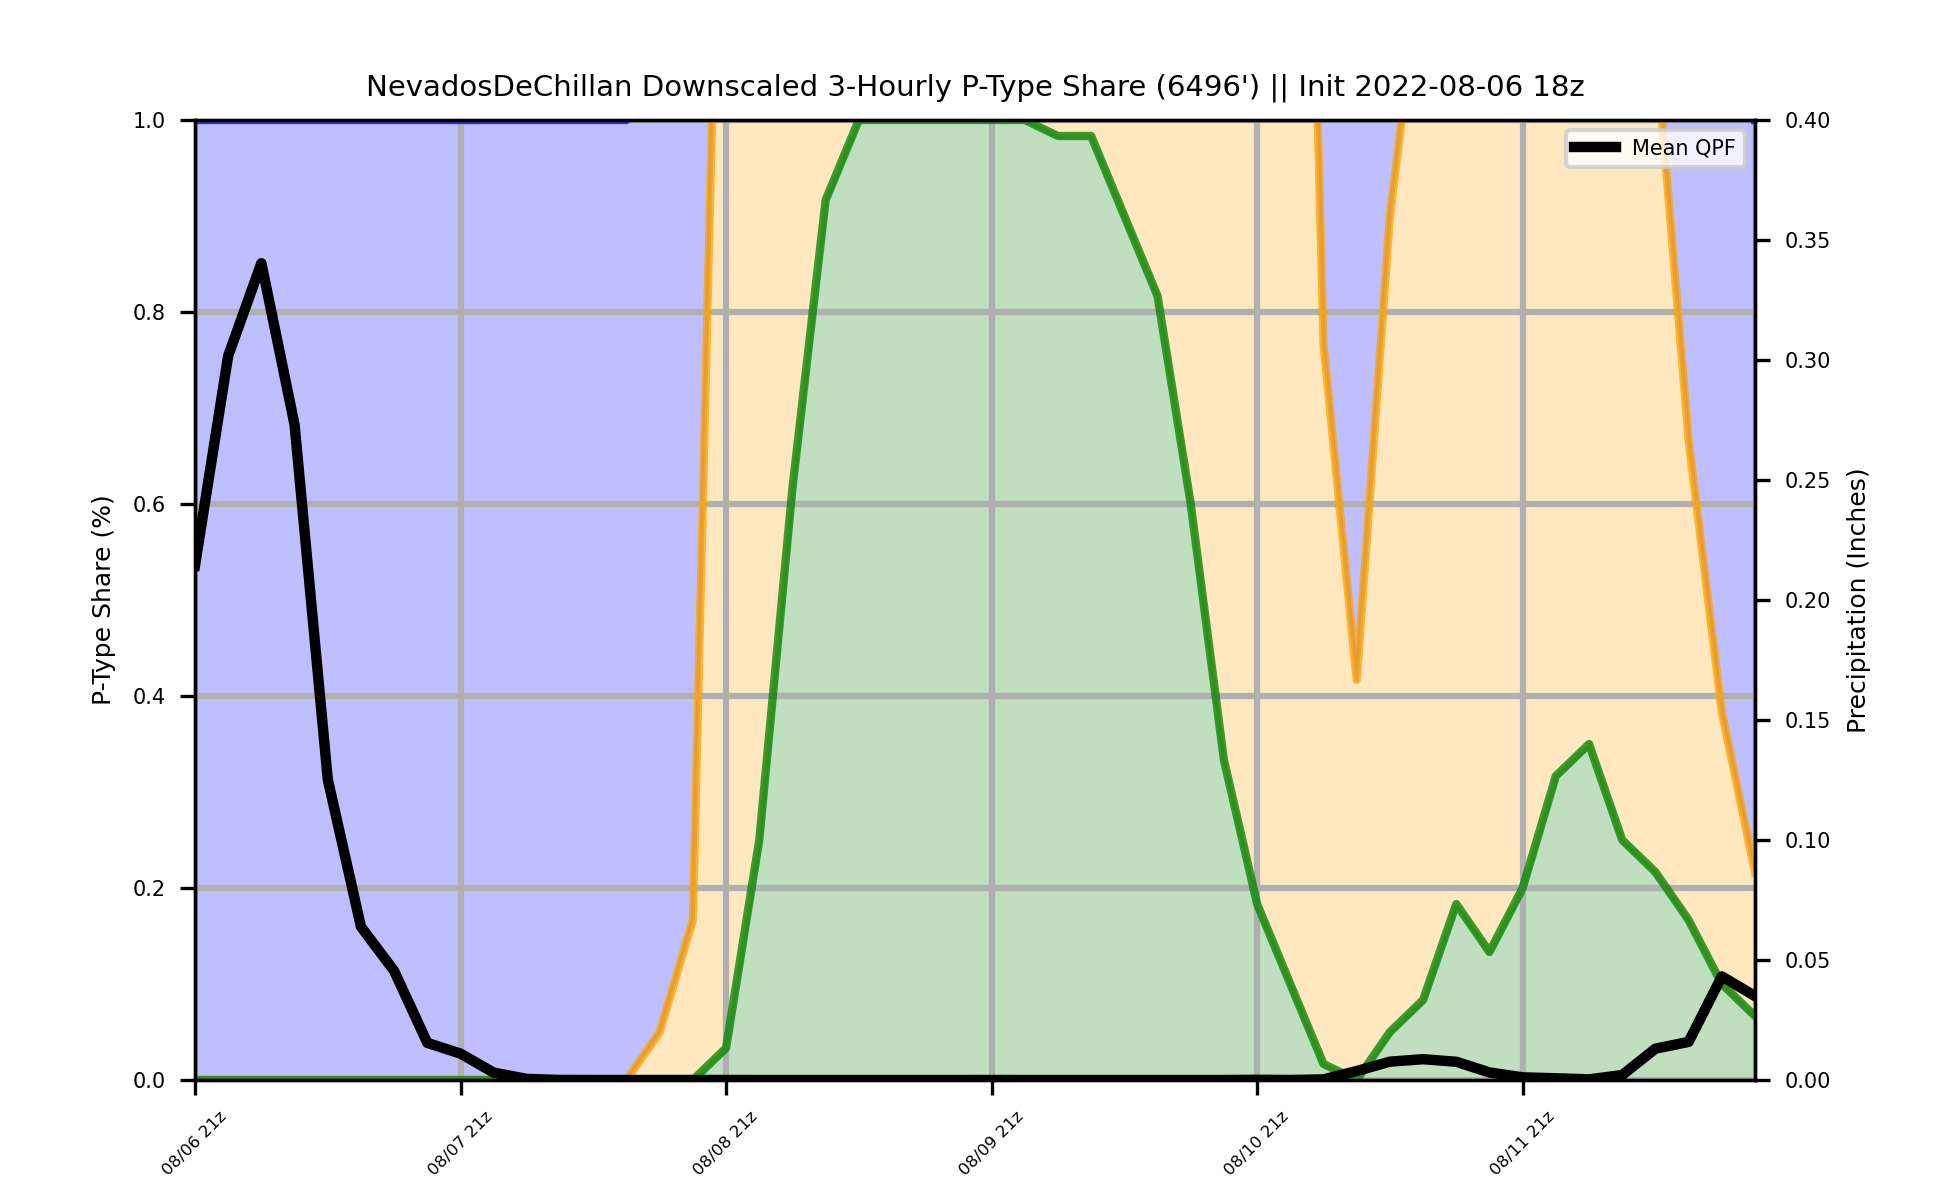 NevadosDeChillan Downscaled 3-Hourly P-Type Share (6496') || Init 2022-08-06 18z
Mean QPF
P-Type Share (%)
1.0
0.8
0.6
0.4
0.2
0.0
0.40
0.35
0.30
0.25
0.20
0.15
0.10
0.05
0.00
Precipitation (Inches)
08/06 21z
08/07 21z
08/08 21z
08/09 21z
08/10 21z
08/11 21z